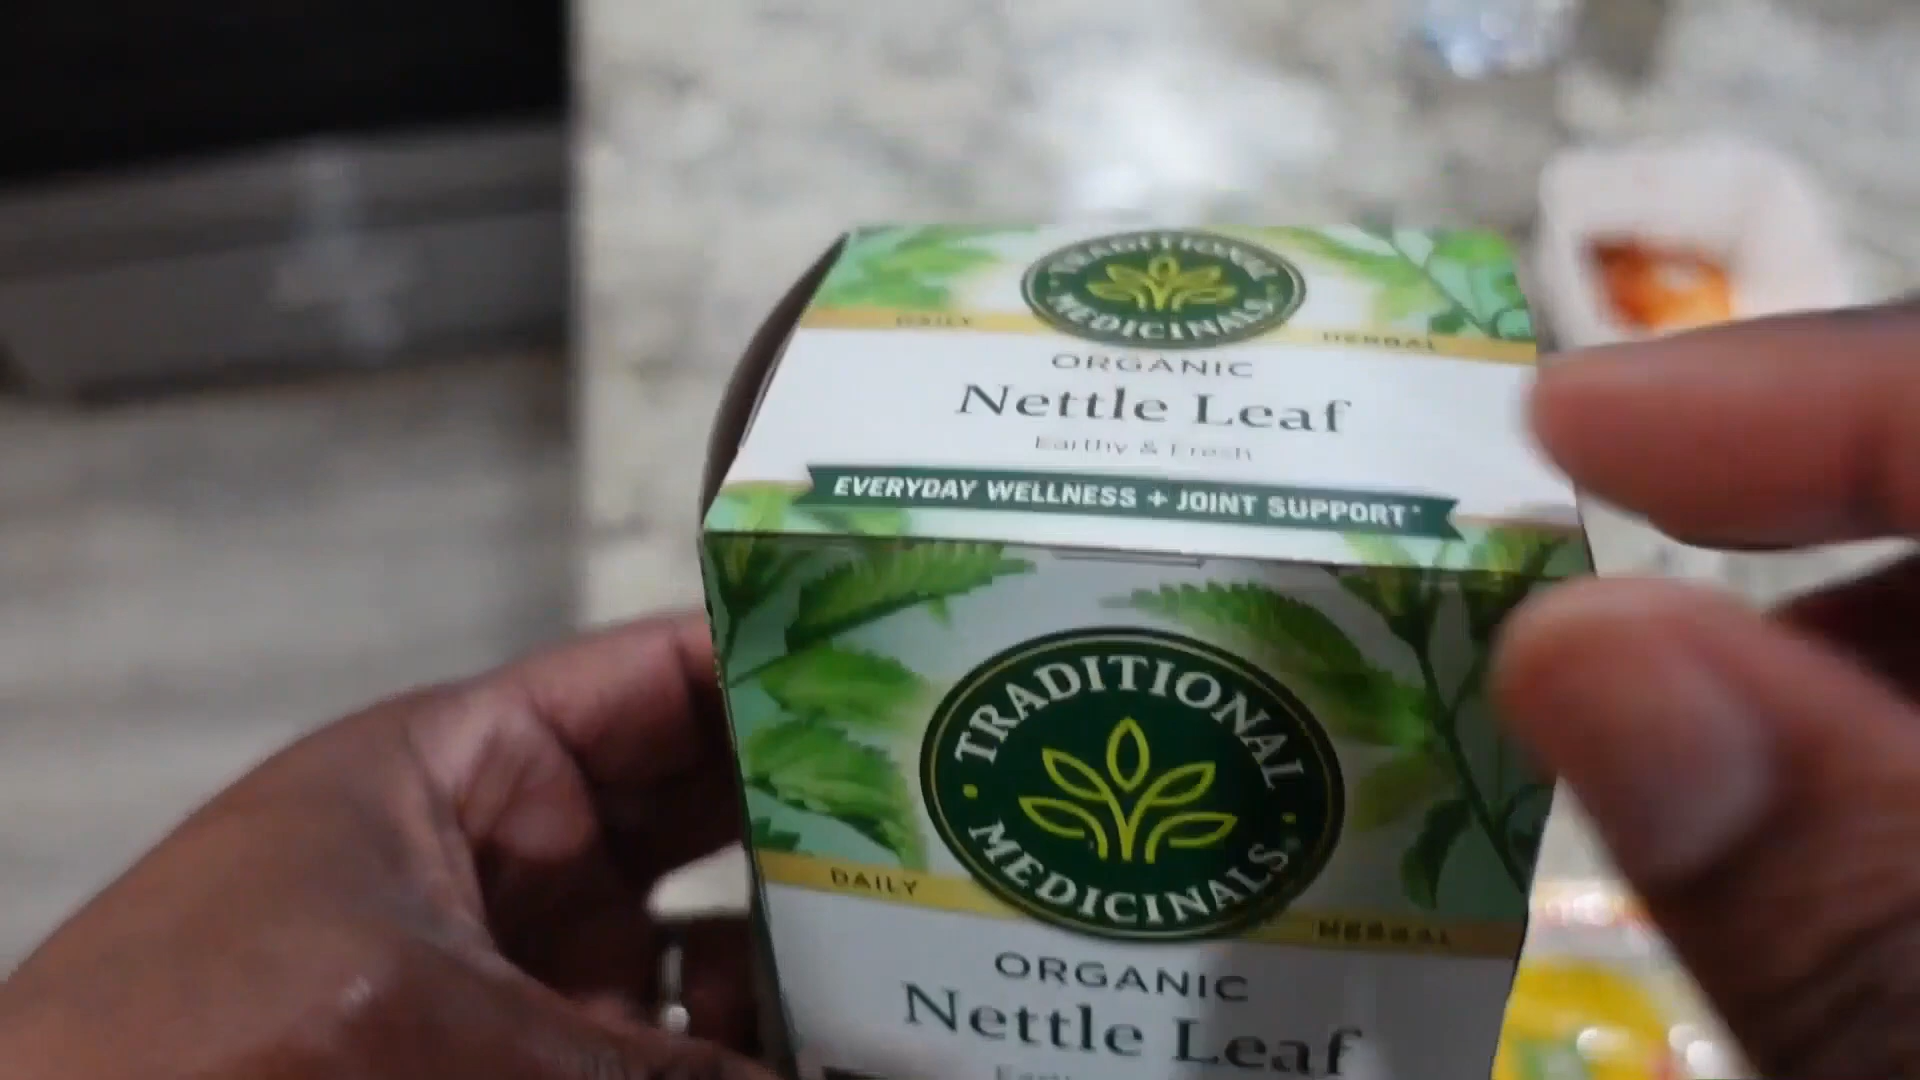 TRADITIONAL
MEDICINALS
DAILY
HERBAL
ORGANIC
Nettle Leaf
Earthy & Fresh
EVERYDAY WELLNESS + JOINT SUPPORT*
TRADITIONAL
MEDICINALS
DAILY
HERBAL
ORGANIC
Nettle Leaf